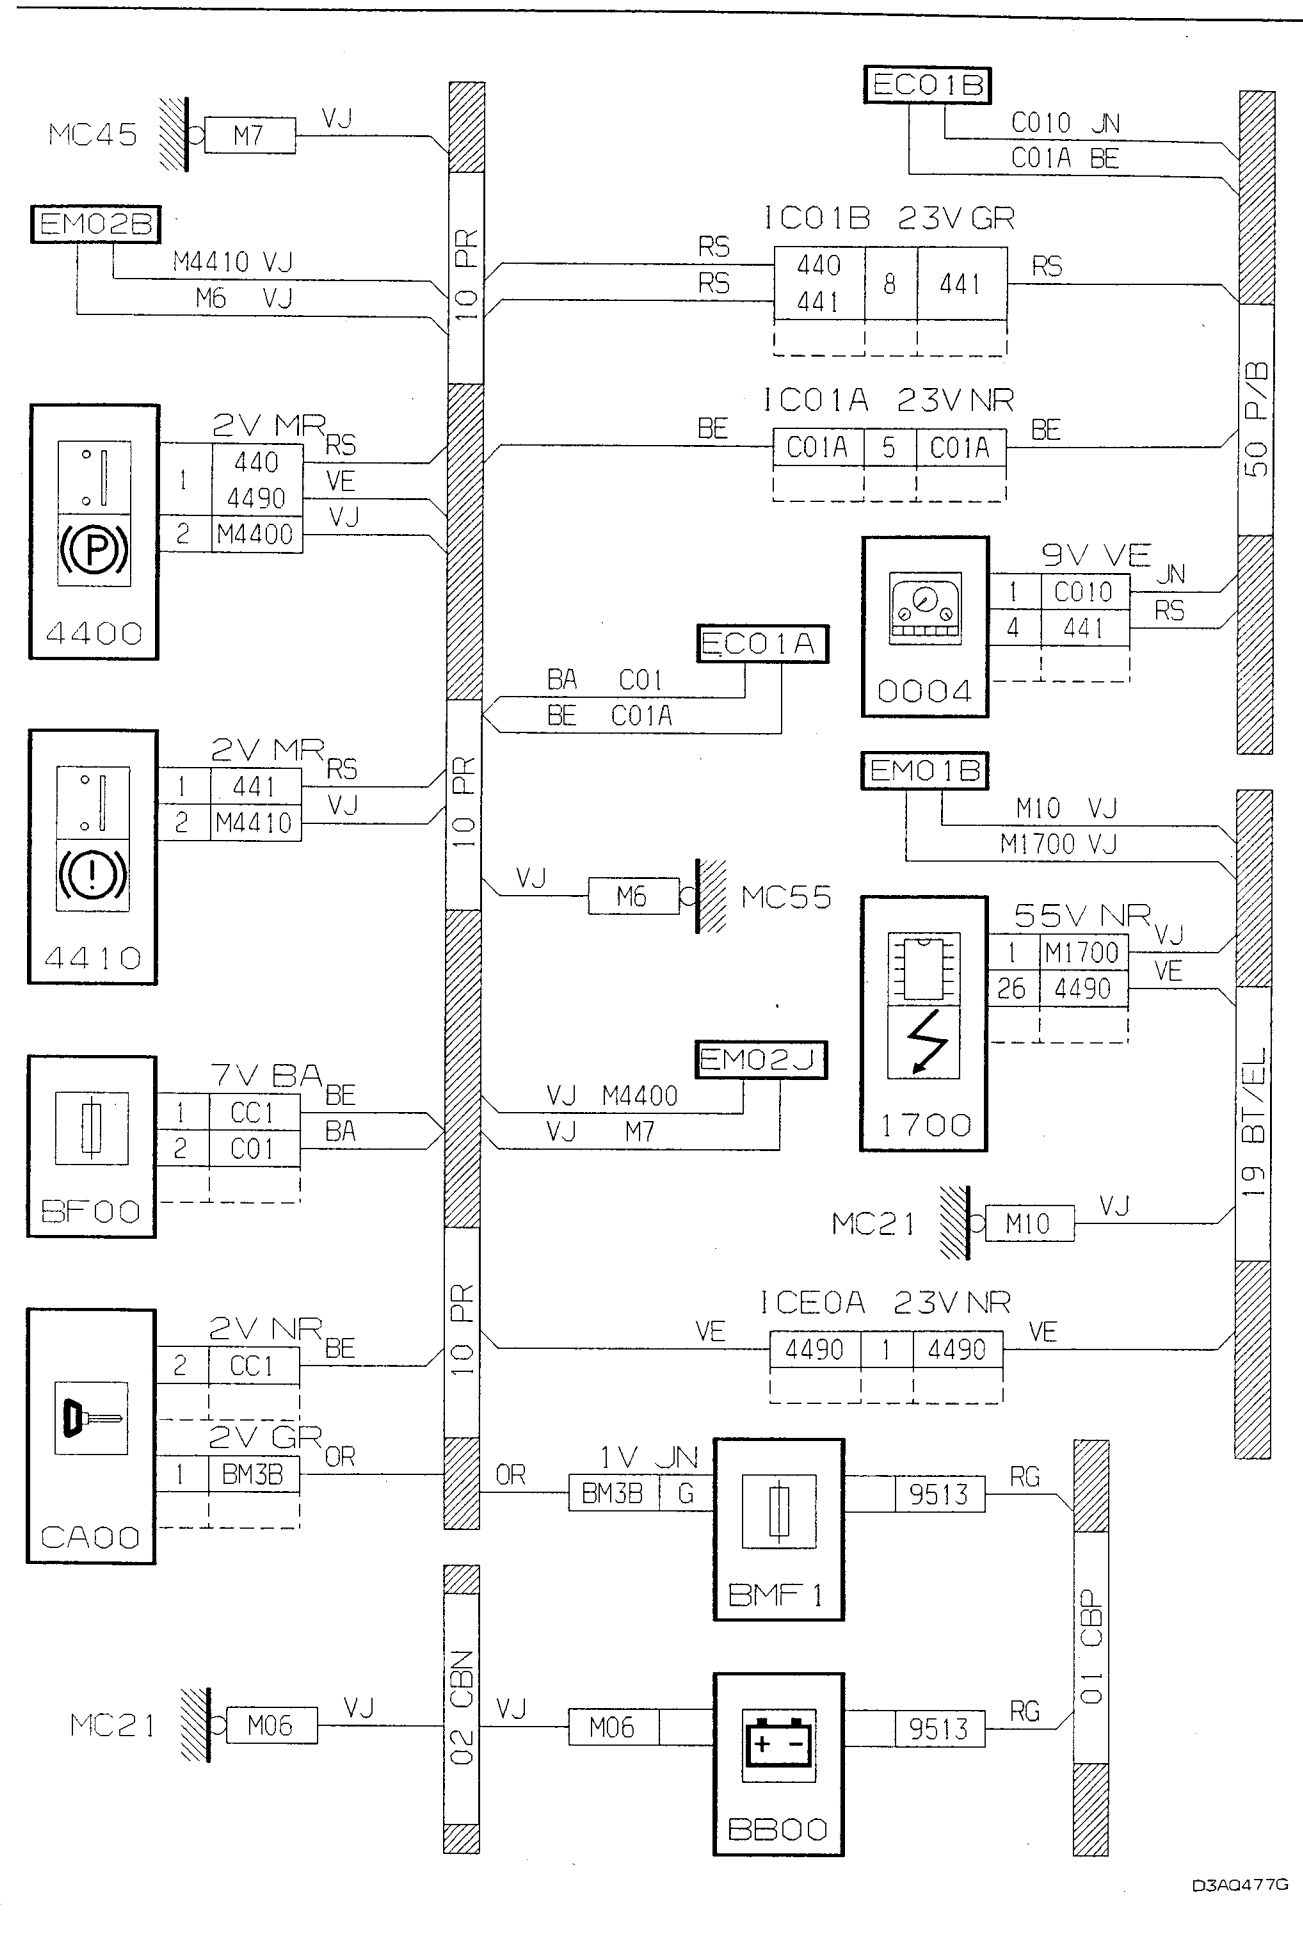 EC01B
C010 JN
C01A BE
MC45
M7
VJ
EM02B
M4410 VJ
M6 VJ
10 PR
IC01B 23V GR
RS
440
441
8
441
RS
RS
IC01A 23V NR
BE
C01A
5
C01A
BE
50 P/B
2V MR
RS
1
440
4490
VE
2
M4400
VJ
(P)
4400
9V VE
1
C010
JN
4
441
RS
0004
EC01A
BA C01
BE C01A
2V MR
1
441
RS
2
M4410
VJ
(!)
4410
10 PR
EM01B
M10 VJ
M1700 VJ
VJ
M6
MC55
55V NR
1
M1700
VJ
26
4490
VE
1700
19 BT/EL
EM02J
VJ M4400
VJ M7
7V BA
1
CC1
BE
2
C01
BA
BF00
MC21
M10
VJ
10 PR
ICE0A 23V NR
VE
4490
1
4490
VE
2V NR
2
CC1
BE
2V GR
1
BM3B
OR
CA00
OR
1V JN
BM3B
G
9513
RG
BMF1
01 CBP
02 CBN
MC21
M06
VJ
VJ
M06
+ -
9513
RG
BB00
D3AQ477G